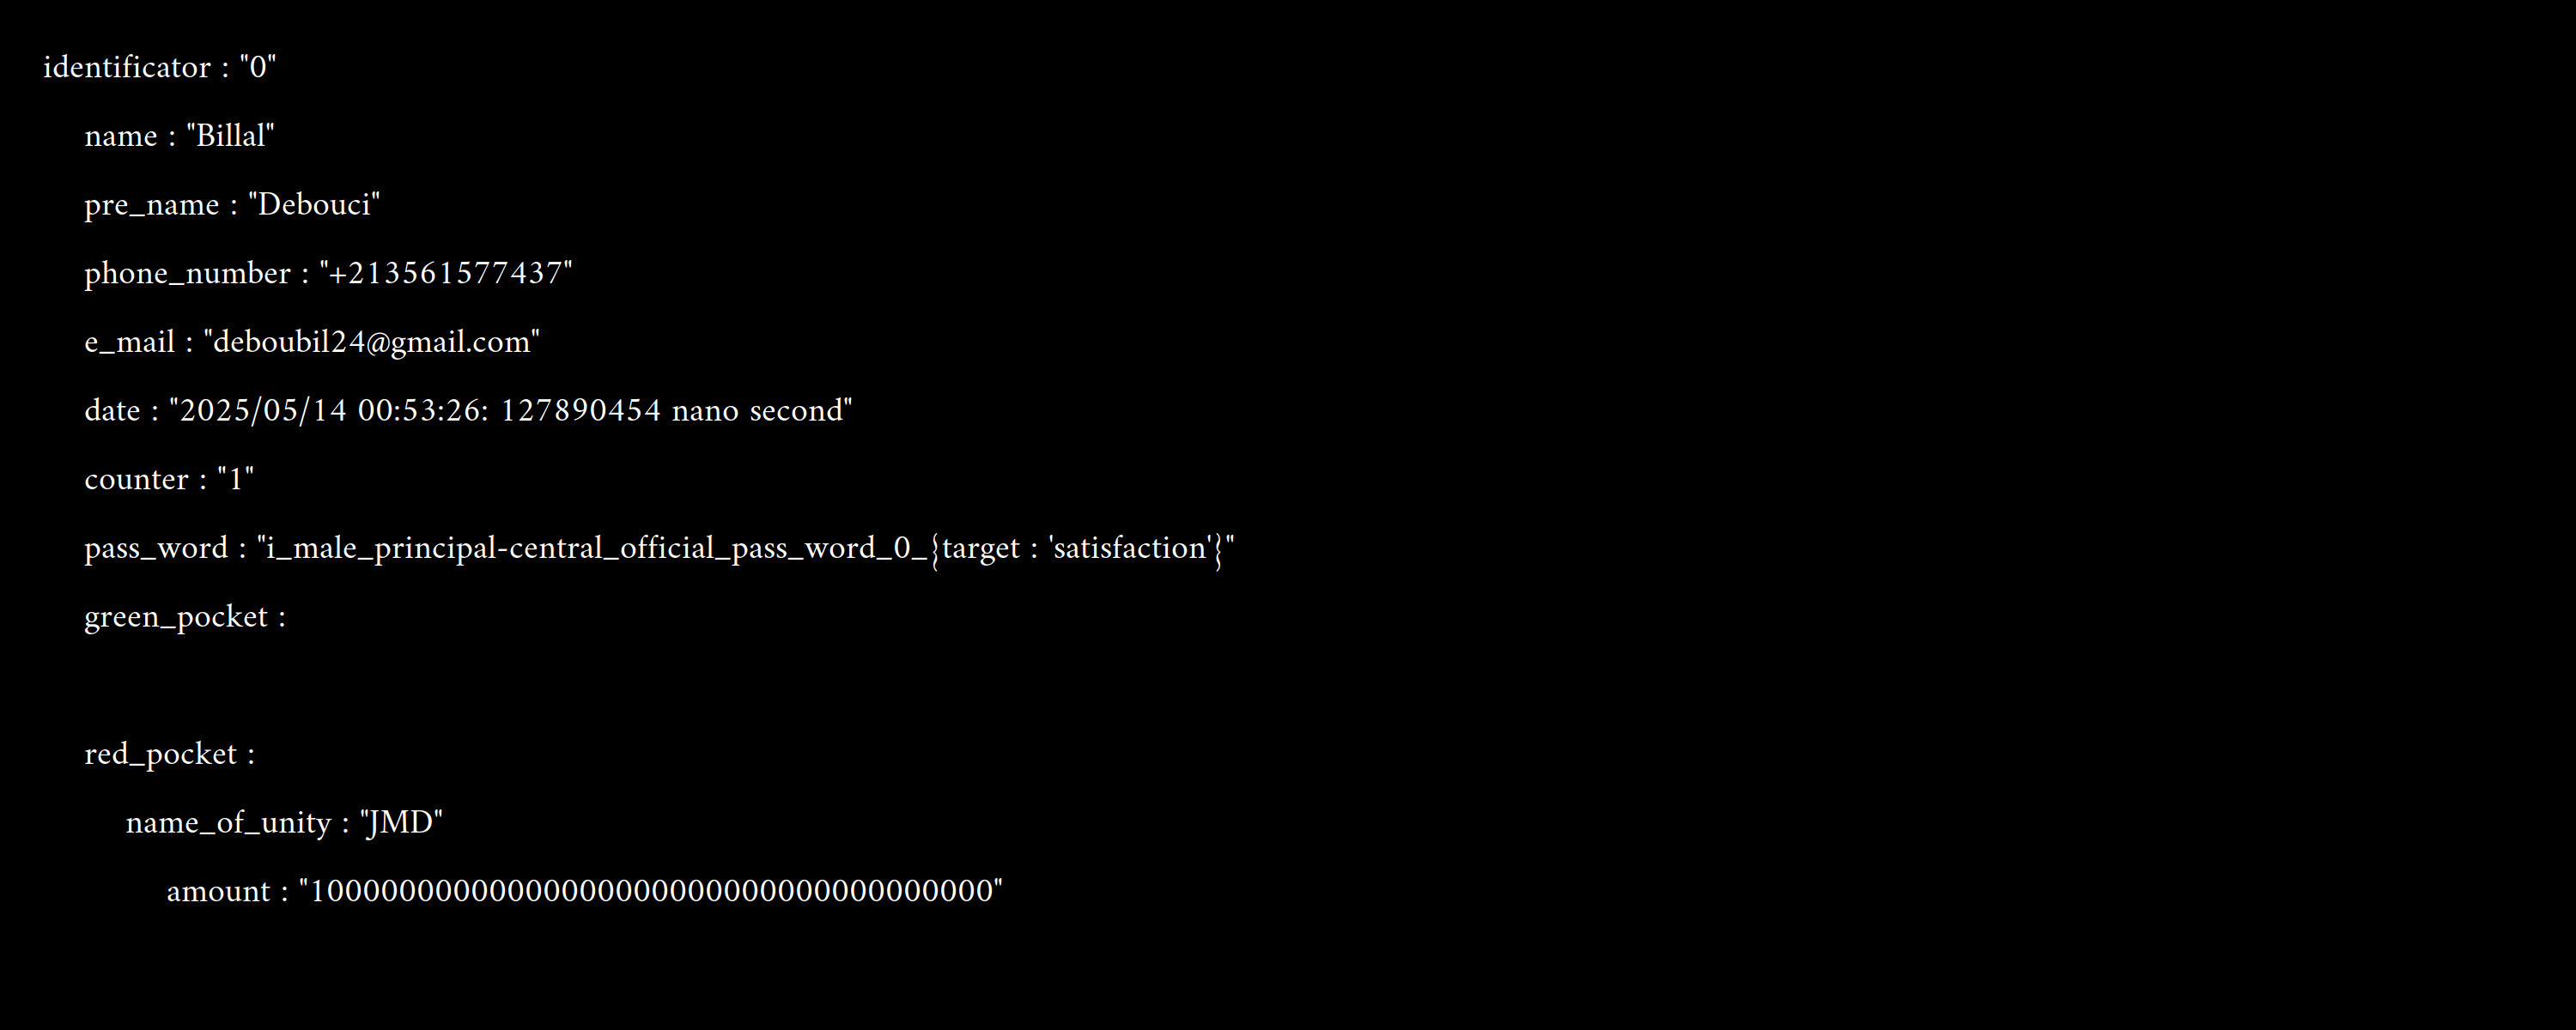 identificator : "0"
name : "Billal"
pre_name : "Debouci"
phone_number : "+213561577437"
e_mail : "deboubil24@gmail.com"
date : "2025/05/14 00:53:26: 127890454 nano second"
counter : "1"
pass_word : "i_male_principal-central_official_pass_word_0_{target : 'satisfaction'}"
green_pocket :
red_pocket :
name_of_unity : "JMD"
amount : "10000000000000000000000000000000000000"